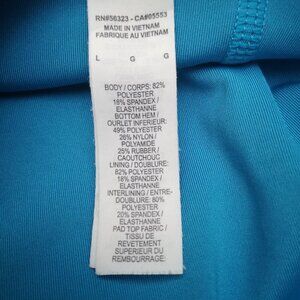 RN#56323 - CA#05553
MADE IN VIETNAM
FABRIQUE AU VIETNAM
L G G
BODY / CORPS: 82%
POLYESTER
18% SPANDEX /
ELASTHANNE
BOTTOM HEM /
OURLET INFERIEUR:
49% POLYESTER
26% NYLON /
POLYAMIDE
25% RUBBER /
CAOUTCHOUC
LINING / DOUBLURE:
82% POLYESTER
18% SPANDEX /
ELASTHANNE
INTERLINING / ENTRE-
DOUBLURE: 80%
POLYESTER
20% SPANDEX /
ELASTHANNE
PAD TOP FABRIC /
TISSU DE
REVETEMENT
SUPERIEUR DU
REMBOURRAGE: